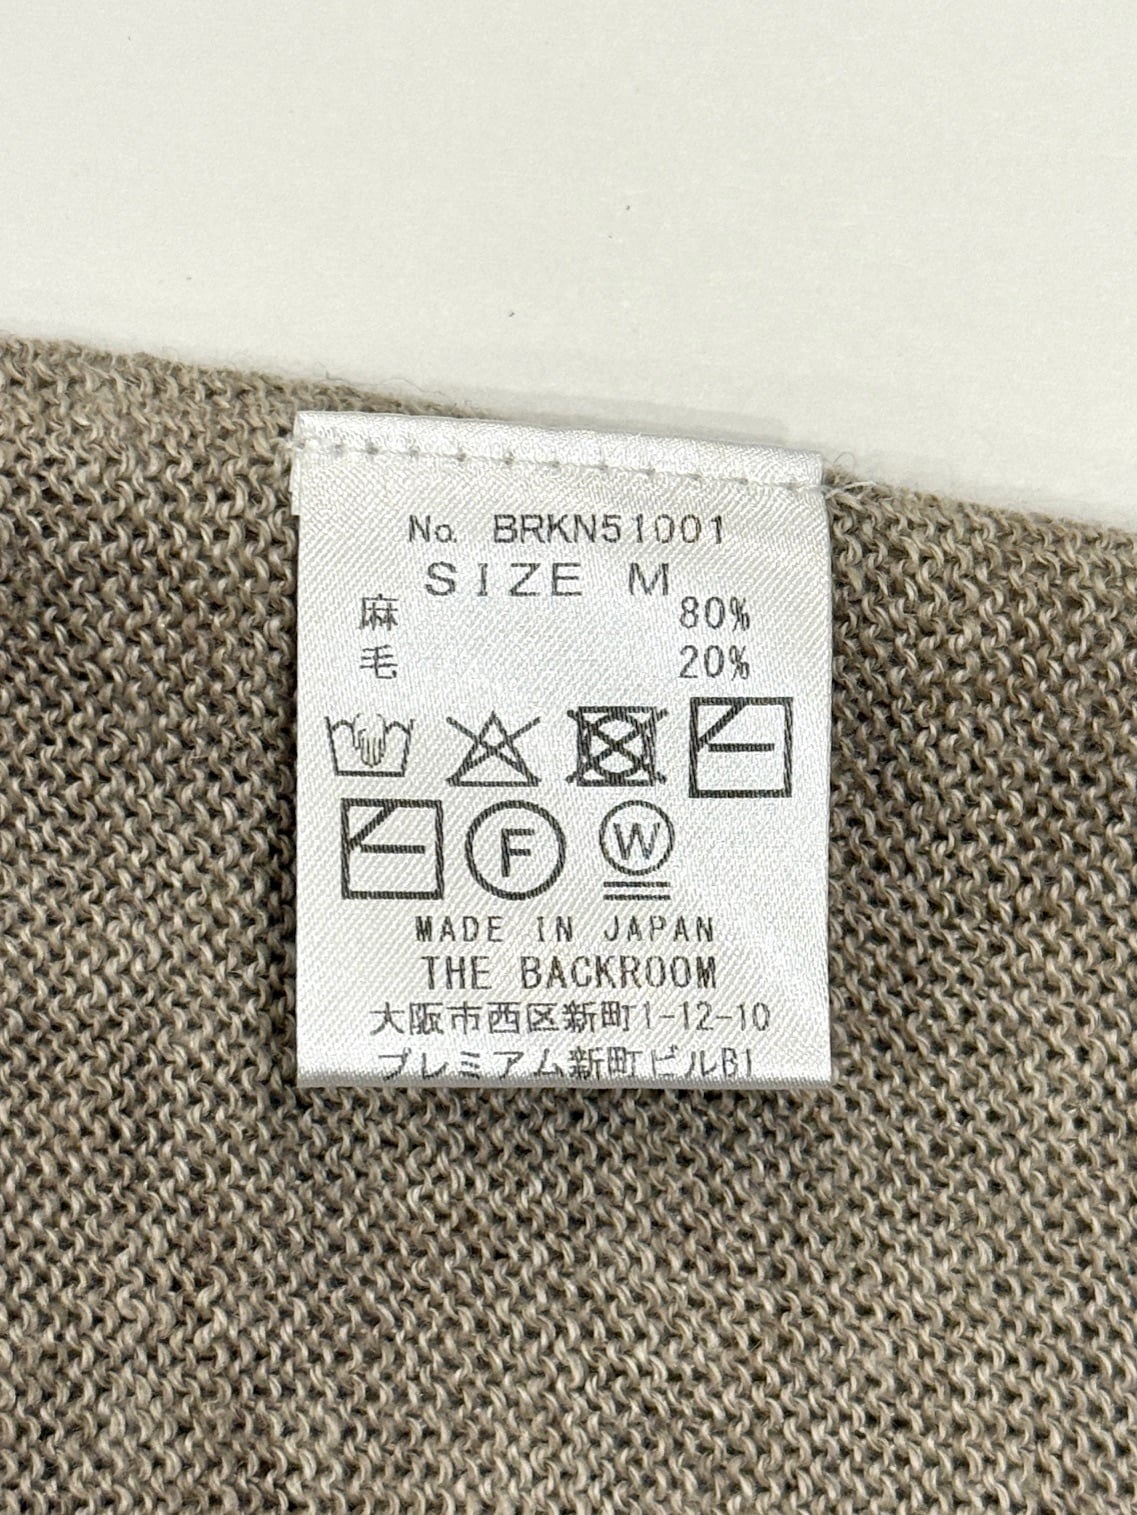 No. BRKN51001
SIZE M
麻 80%
毛 20%
F W
MADE IN JAPAN
THE BACKROOM
大阪市西区新町1-12-10
プレミアム新町ビルB1